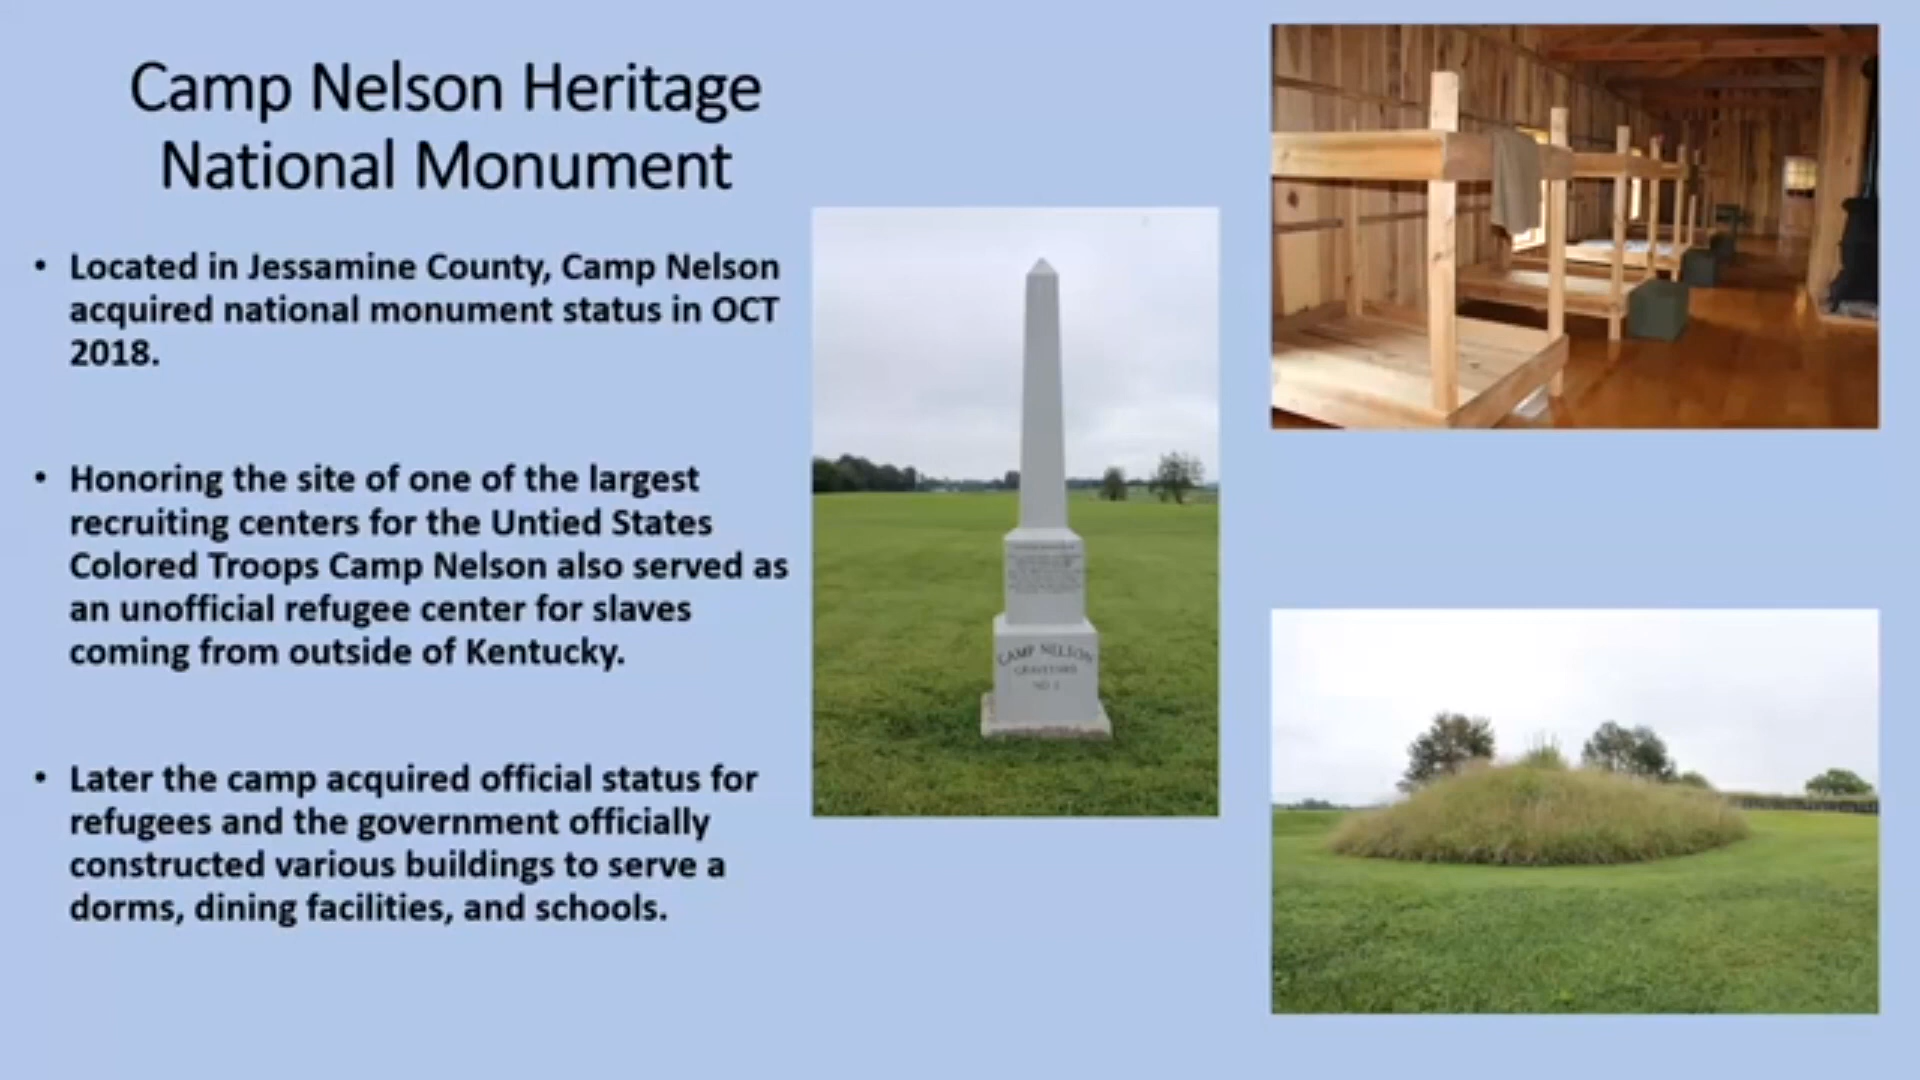 Camp Nelson Heritage
National Monument
• Located in Jessamine County, Camp Nelson
acquired national monument status in OCT
2018.
• Honoring the site of one of the largest
recruiting centers for the Untied States
Colored Troops Camp Nelson also served as
an unofficial refugee center for slaves
coming from outside of Kentucky.
• Later the camp acquired official status for
refugees and the government officially
constructed various buildings to serve a
dorms, dining facilities, and schools.
CAMP NELSON
GRAVEYARD